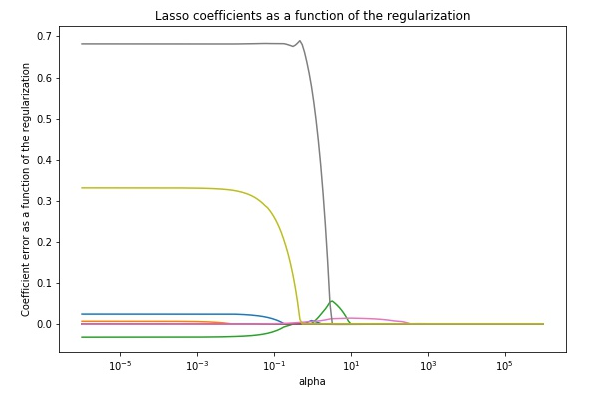 Lasso coefficients as a function of the regularization
Coefficient error as a function of the regularization
0.7
0.6
0.5
0.4
0.3
0.2
0.1
0.0
10⁻⁵ 10⁻³ 10⁻¹ 10¹ 10³ 10⁵
alpha